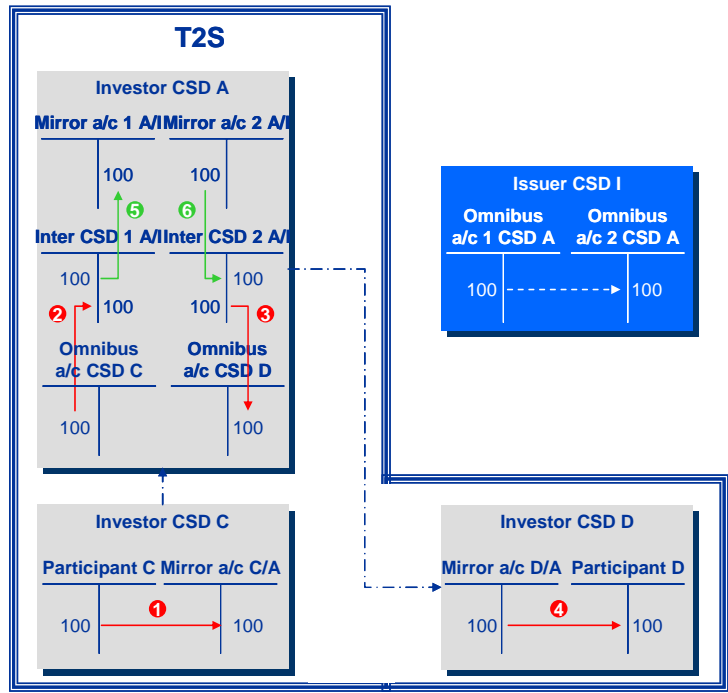 T2S
Investor CSD A
Mirror a/c 1 A/I Mirror a/c 2 A/I
100 100
5 6
Inter CSD 1 A/I Inter CSD 2 A/I
100 100
100 100
2 3
Omnibus Omnibus
a/c CSD C a/c CSD D
100 100
Issuer CSD I
Omnibus Omnibus
a/c 1 CSD A a/c 2 CSD A
100 100
Investor CSD C
Participant C Mirror a/c C/A
1
100 100
Investor CSD D
Mirror a/c D/A Participant D
4
100 100